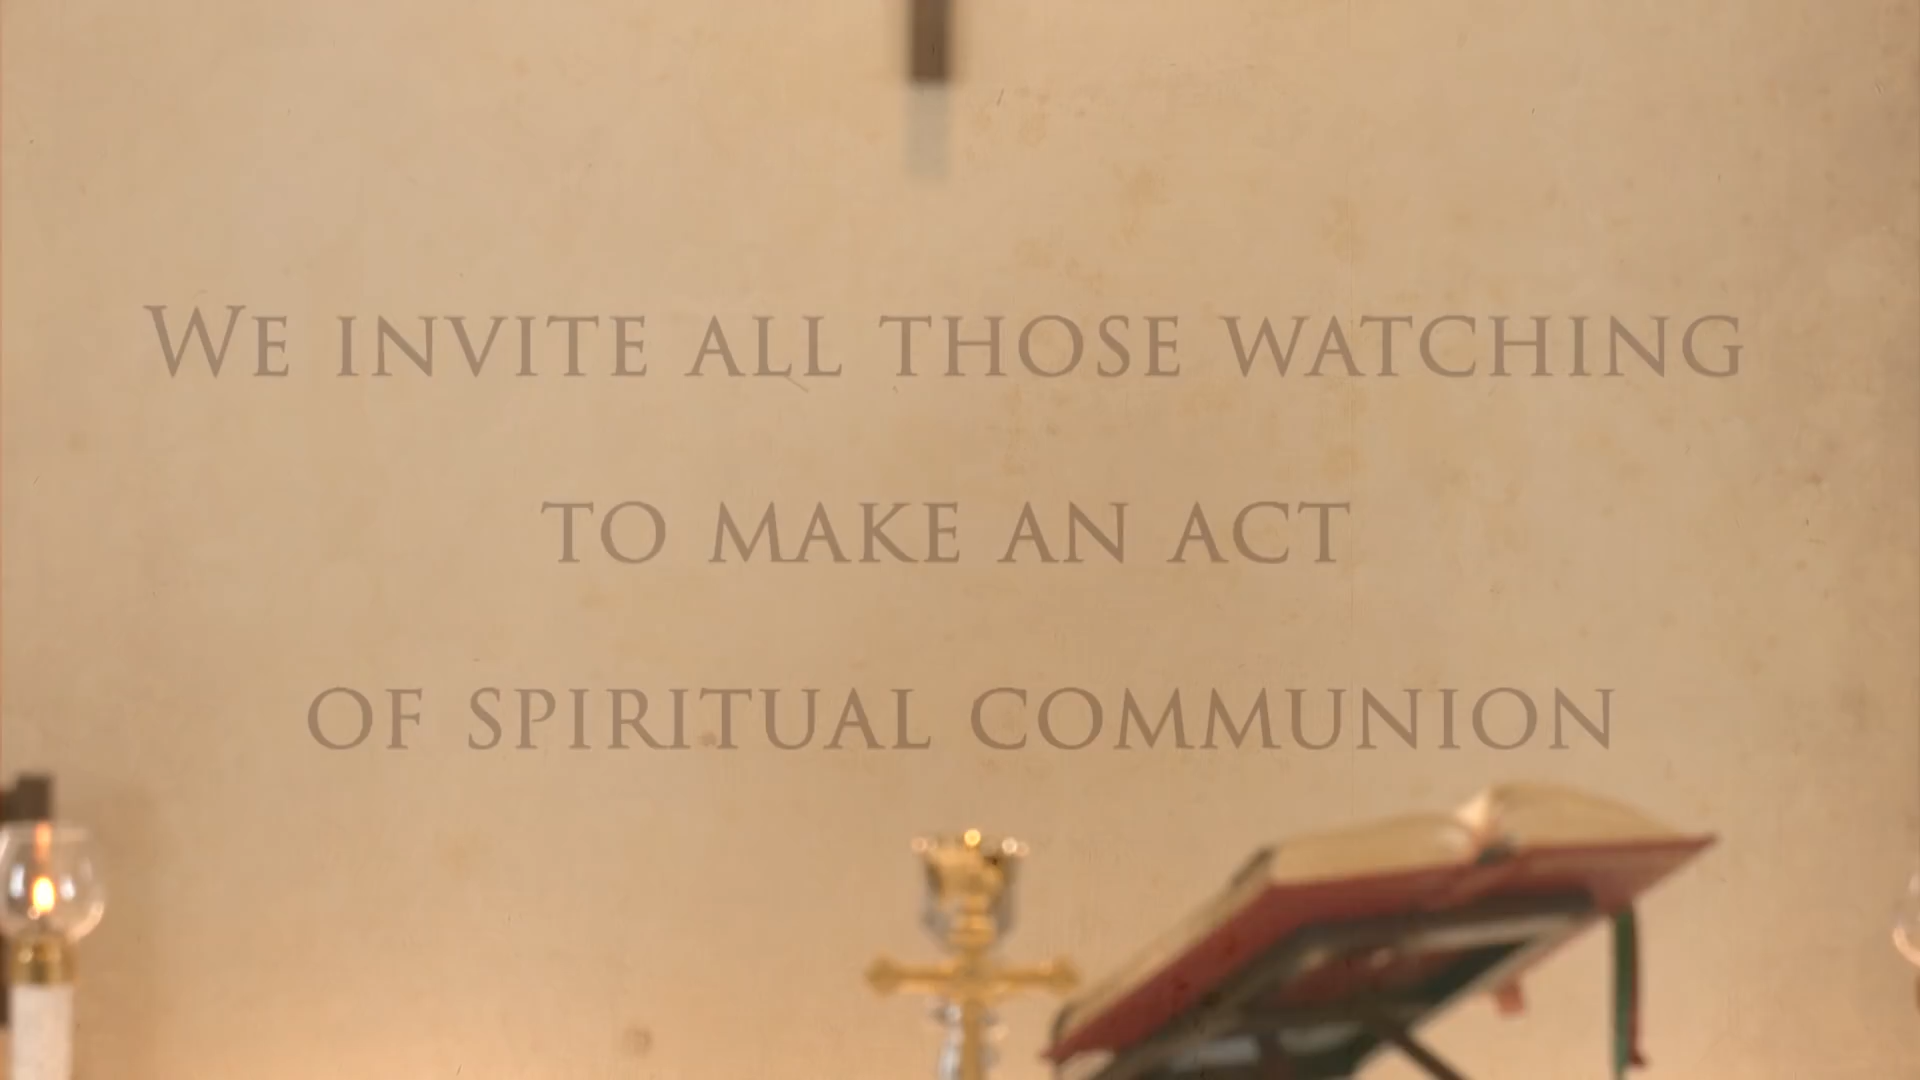 We invite all those watching
to make an act
of spiritual communion